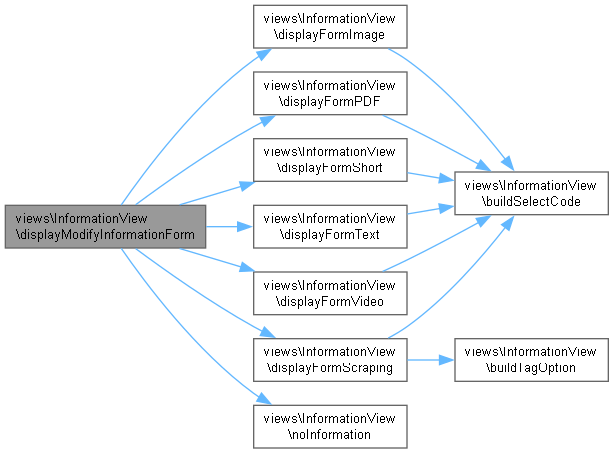 views\InformationView
\displayModifyInformationForm
views\InformationView
\displayFormImage
views\InformationView
\displayFormPDF
views\InformationView
\displayFormShort
views\InformationView
\displayFormText
views\InformationView
\displayFormVideo
views\InformationView
\displayFormScraping
views\InformationView
\noInformation
views\InformationView
\buildSelectCode
views\InformationView
\buildTagOption